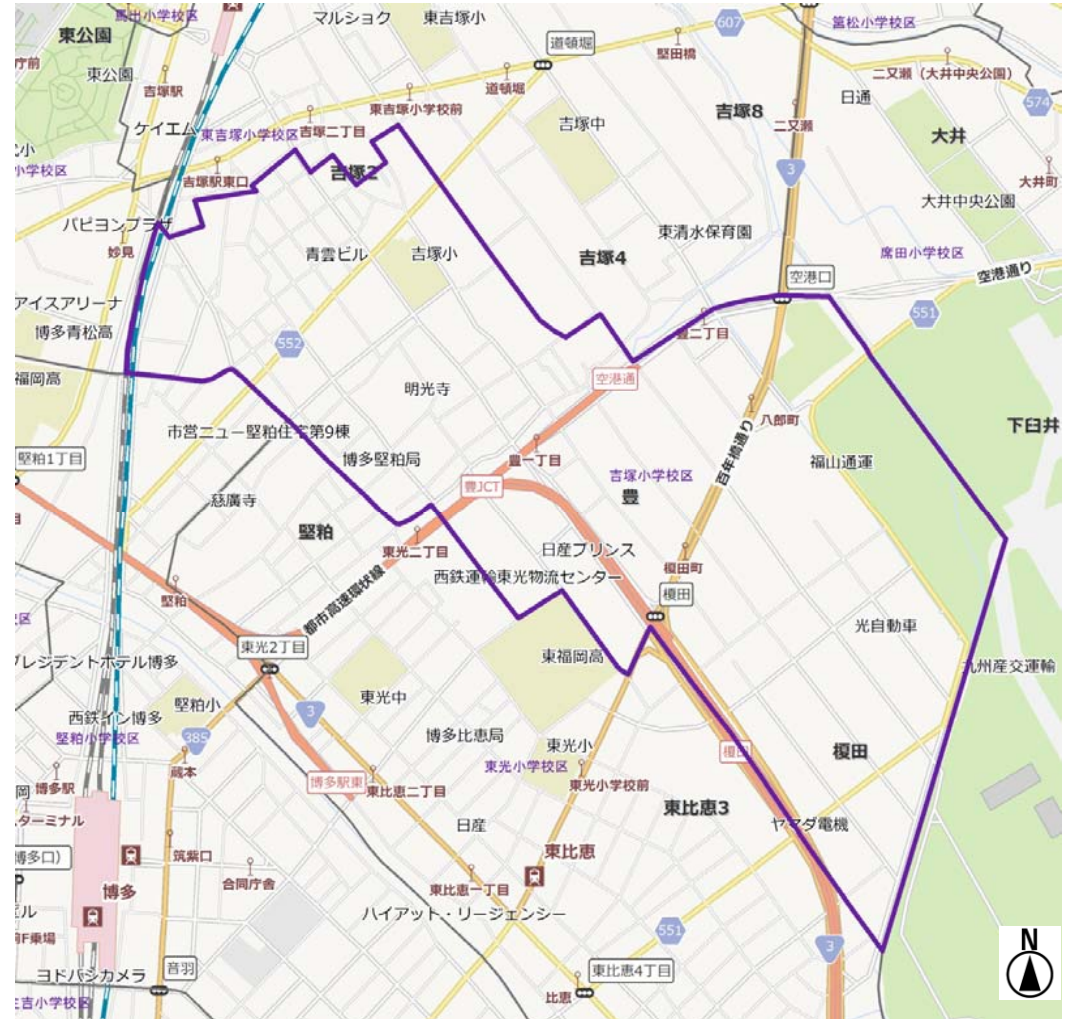 馬出小学校区
マルショク
東吉塚小
607
筥松小学校区
東公園
道頓堀
堅田橋
庁前
東公園
吉塚駅
道頓堀
東吉塚小学校前
二又瀬（大井中央公園）
日通
574
ケイエム
東吉塚小学校区
吉塚二丁目
吉塚中
吉塚8
二又瀬
大井
小学校区
吉塚駅東口
吉塚2
3
大井町
大井中央公園
パピヨンプラザ
妙見
青雲ビル
吉塚小
吉塚4
東清水保育園
席田小学校区
空港口
空港通り
アイスアリーナ
博多青松高
552
豊二丁目
551
福岡高
明光寺
空港通
八郎町
下臼井
市営ニュー堅粕住宅第9棟
堅粕1丁目
博多堅粕局
豊一丁目
百年橋通り
福山通運
豊JCT
吉塚小学校区
豊
慈廣寺
堅粕
東光二丁目
日産プリンス
榎田町
西鉄運輸東光物流センター
堅粕
都市高速環状線
榎田
光自動車
東光2丁目
東福岡高
プレジデントホテル博多
九州産交運輸
堅粕小
東光中
西鉄イン博多
3
385
堅粕小学校区
博多比恵局
東光小
榎田
榎田
蔵本
東光小学校区
博多駅
博多駅東
東比恵二丁目
東光小学校前
東比恵3
ターミナル
日産
ヤマダ電機
博多口）
筑紫口
東比恵
合同庁舎
博多
東比恵一丁目
ハイアット・リージェンシー
ビル
551
3
N
前F乗場
ヨドバシカメラ
音羽
東比恵4丁目
比恵
住吉小学校区